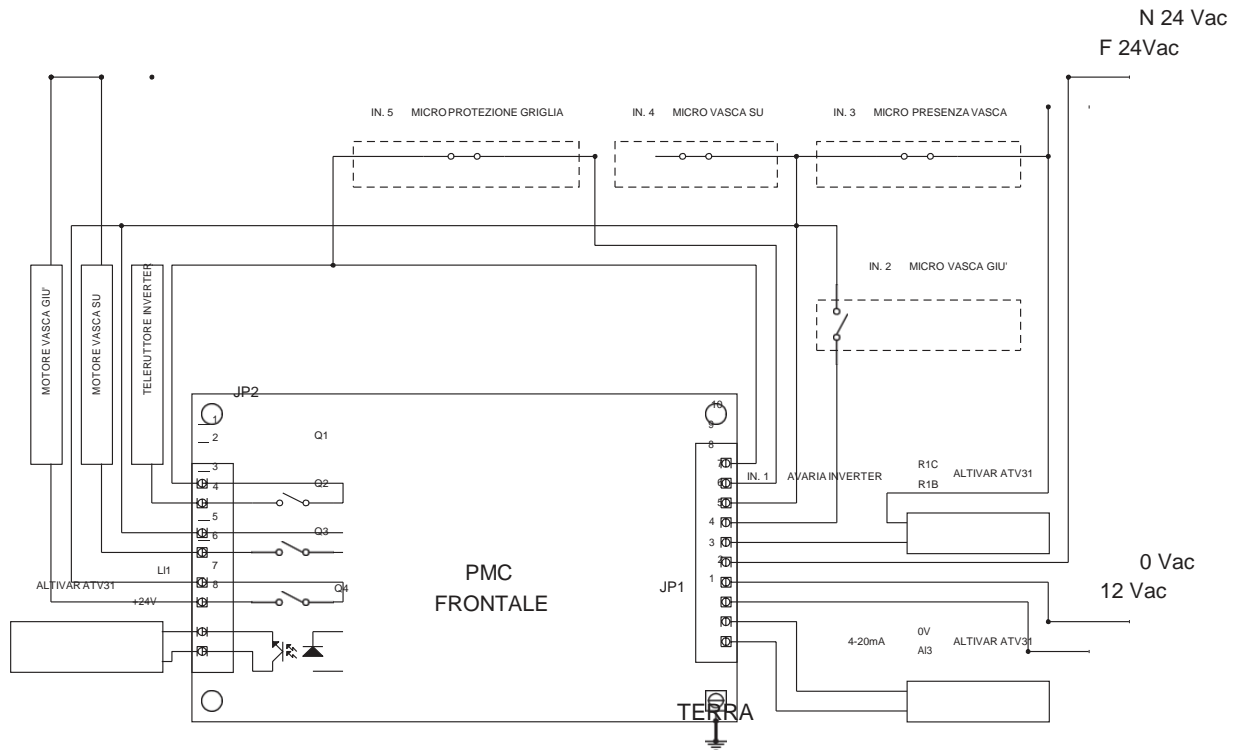 N 24 Vac
F 24Vac
IN. 5 MICRO PROTEZIONE GRIGLIA
IN. 4 MICRO VASCA SU
IN. 3 MICRO PRESENZA VASCA
IN. 2 MICRO VASCA GIU'
MOTORE VASCA GIU'
MOTORE VASCA SU
TELERUTTORE INVERTER
JP2
1
2
3
4
5
6
7
8
Q1
Q2
Q3
Q4
LI1
ALTIVAR ATV31
+24V
PMC
FRONTALE
JP1
10
9
8
7
6
5
4
3
2
1
IN. 1 AVARIA INVERTER
R1C
R1B
ALTIVAR ATV31
0 Vac
12 Vac
4-20mA
0V
AI3
ALTIVAR ATV31
TERRA